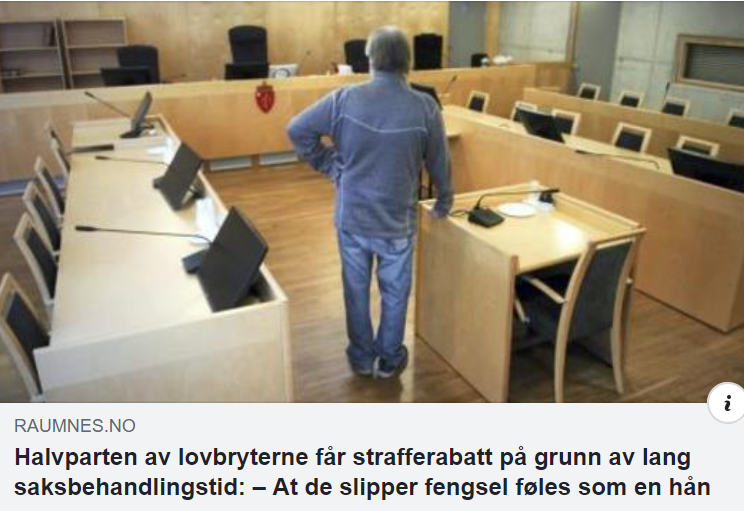 RAUMNES.NO
Halvparten av lovbryterne får strafferabatt på grunn av lang
saksbehandlingstid: – At de slipper fengsel føles som en hån
i